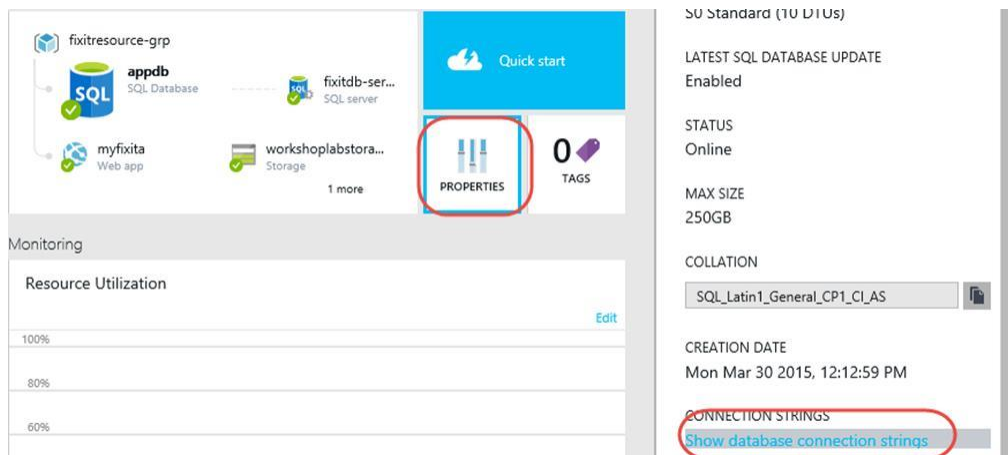 fixitresource-grp
appdb
SQL Database
SQL
fixitdb-ser...
SQL server
SQL
myfixita
Web app
workshoplabstora...
Storage
1 more
Quick start
PROPERTIES
0
TAGS
Monitoring
Resource Utilization
Edit
100%
80%
60%
S0 Standard (10 DTUs)
LATEST SQL DATABASE UPDATE
Enabled
STATUS
Online
MAX SIZE
250GB
COLLATION
SQL_Latin1_General_CP1_CI_AS
CREATION DATE
Mon Mar 30 2015, 12:12:59 PM
CONNECTION STRINGS
Show database connection strings